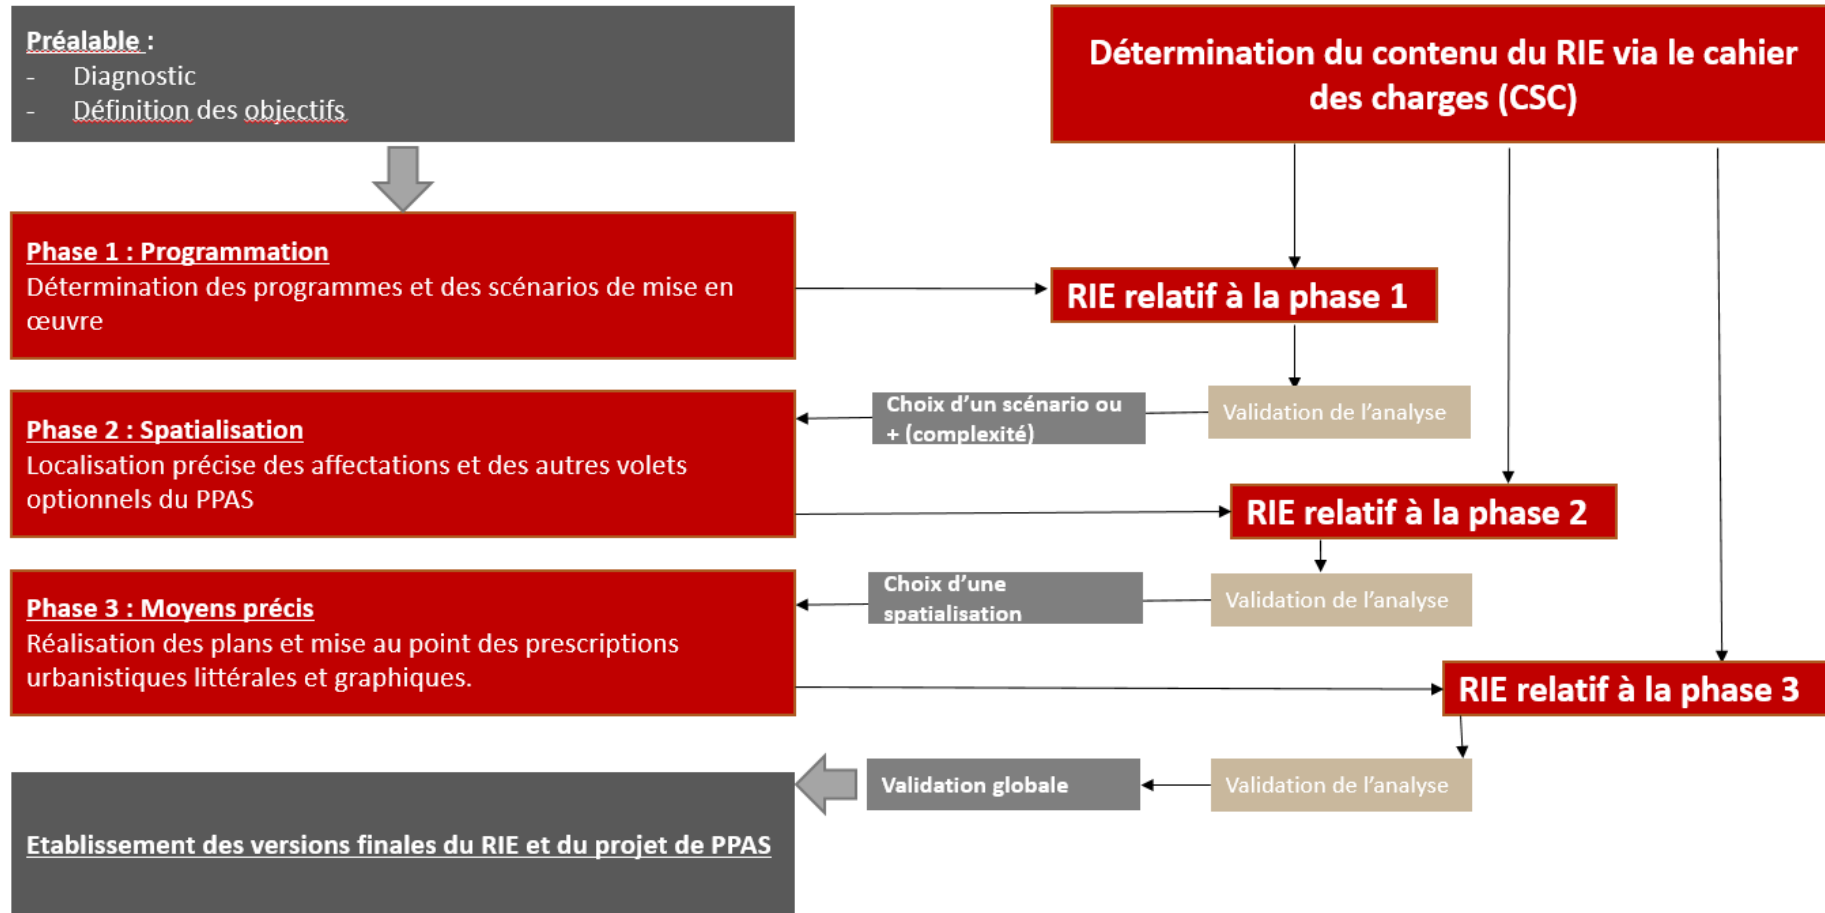 Préalable :
- Diagnostic
- Définition des objectifs
Détermination du contenu du RIE via le cahier
des charges (CSC)
Phase 1 : Programmation
Détermination des programmes et des scénarios de mise en
œuvre
RIE relatif à la phase 1
Choix d’un scénario ou
+ (complexité)
Validation de l’analyse
Phase 2 : Spatialisation
Localisation précise des affectations et des autres volets
optionnels du PPAS
RIE relatif à la phase 2
Choix d’une
spatialisation
Validation de l’analyse
Phase 3 : Moyens précis
Réalisation des plans et mise au point des prescriptions
urbanistiques littérales et graphiques.
RIE relatif à la phase 3
Validation globale
Validation de l’analyse
Etablissement des versions finales du RIE et du projet de PPAS